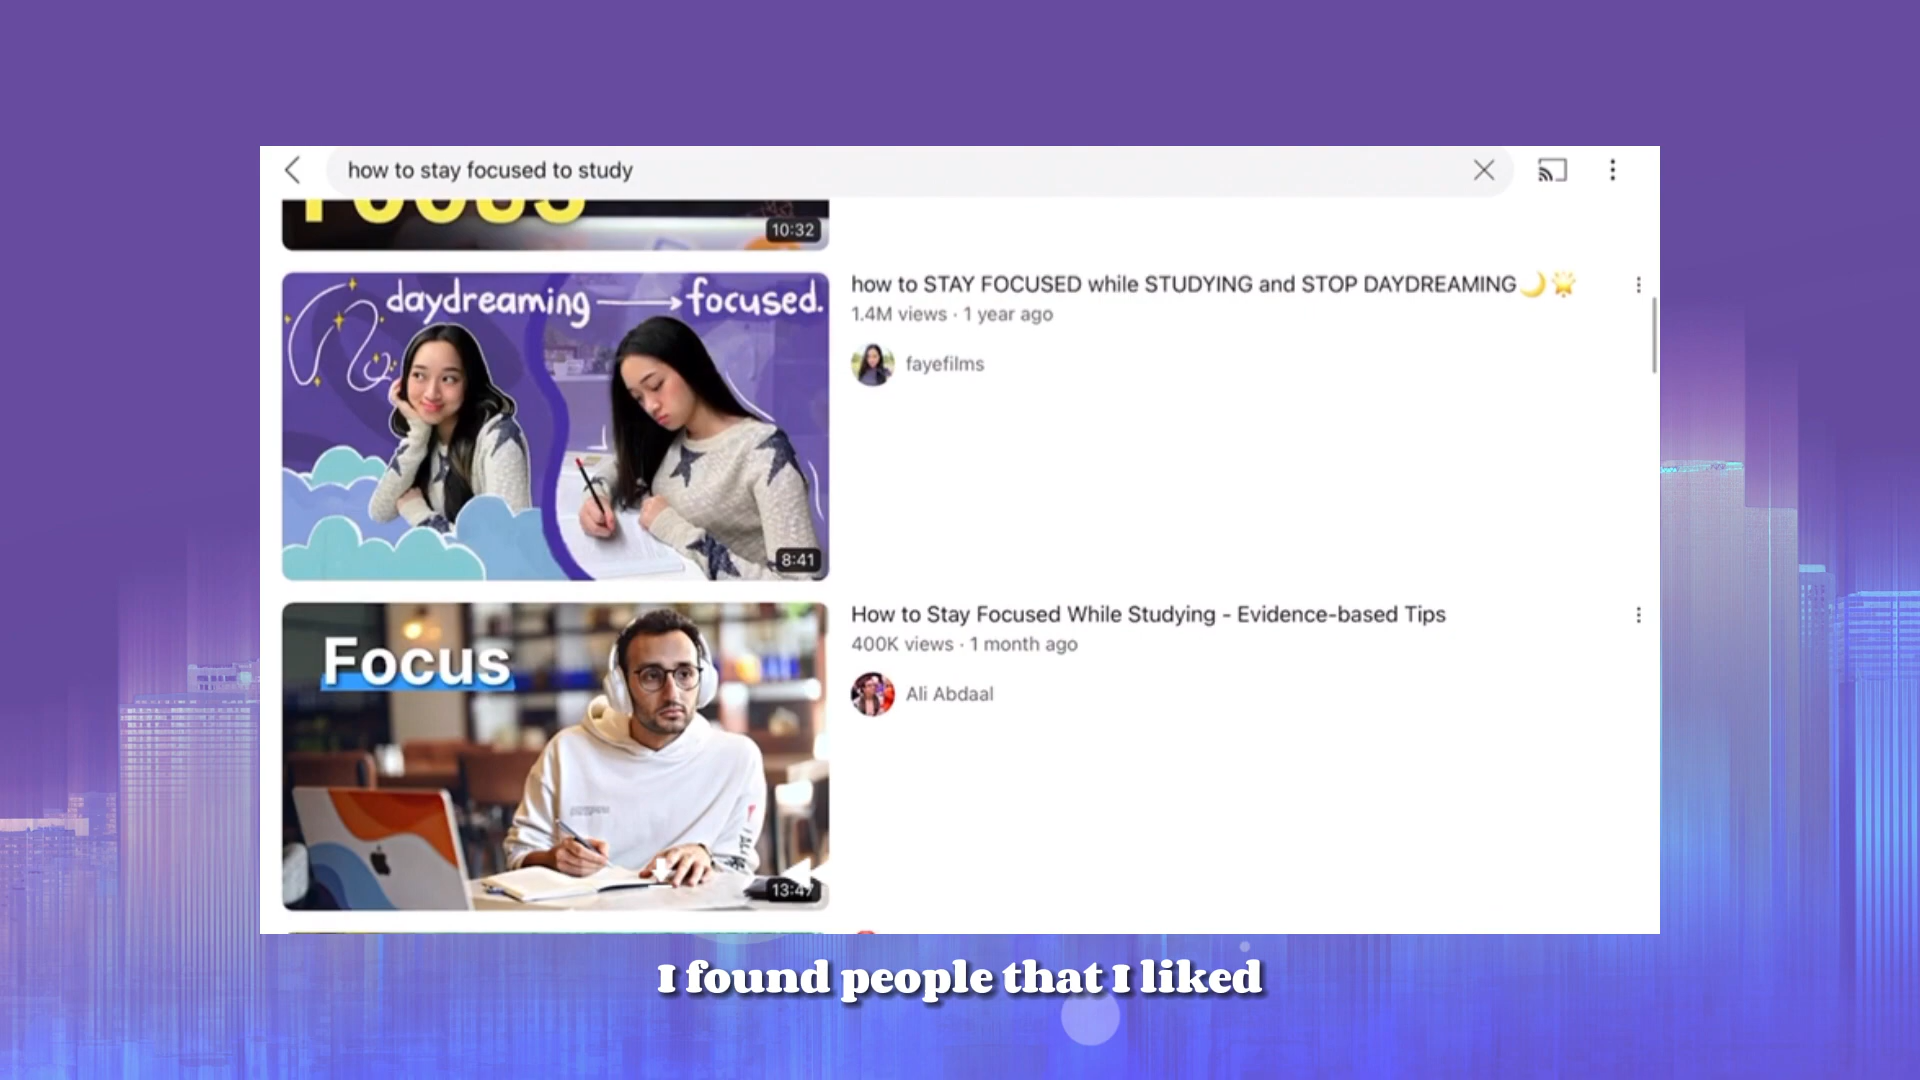 how to stay focused to study
FOCUS
10:32
daydreaming → focused.
8:41
how to STAY FOCUSED while STUDYING and STOP DAYDREAMING🌙🌟
1.4M views · 1 year ago
fayefilms
Focus
13:47
How to Stay Focused While Studying - Evidence-based Tips
400K views · 1 month ago
Ali Abdaal
I found people that I liked